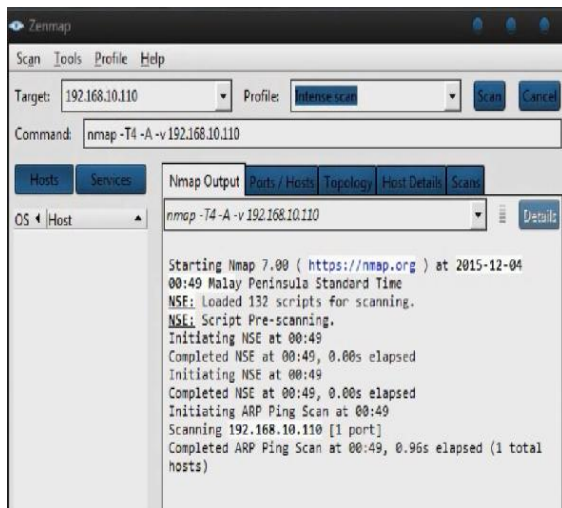 Zenmap
Scan Tools Profile Help
Target: 192.168.10.110 Profile: Intense scan Scan Cancel
Command: nmap -T4 -A -v 192.168.10.110
Hosts Services Nmap Output Ports / Hosts Topology Host Details Scans
OS Host nmap -T4 -A -v 192.168.10.110 Details
Starting Nmap 7.00 ( https://nmap.org ) at 2015-12-04
00:49 Malay Peninsula Standard Time
NSE: Loaded 132 scripts for scanning.
NSE: Script Pre-scanning.
Initiating NSE at 00:49
Completed NSE at 00:49, 0.00s elapsed
Initiating NSE at 00:49
Completed NSE at 00:49, 0.00s elapsed
Initiating ARP Ping Scan at 00:49
Scanning 192.168.10.110 [1 port]
Completed ARP Ping Scan at 00:49, 0.96s elapsed (1 total
hosts)